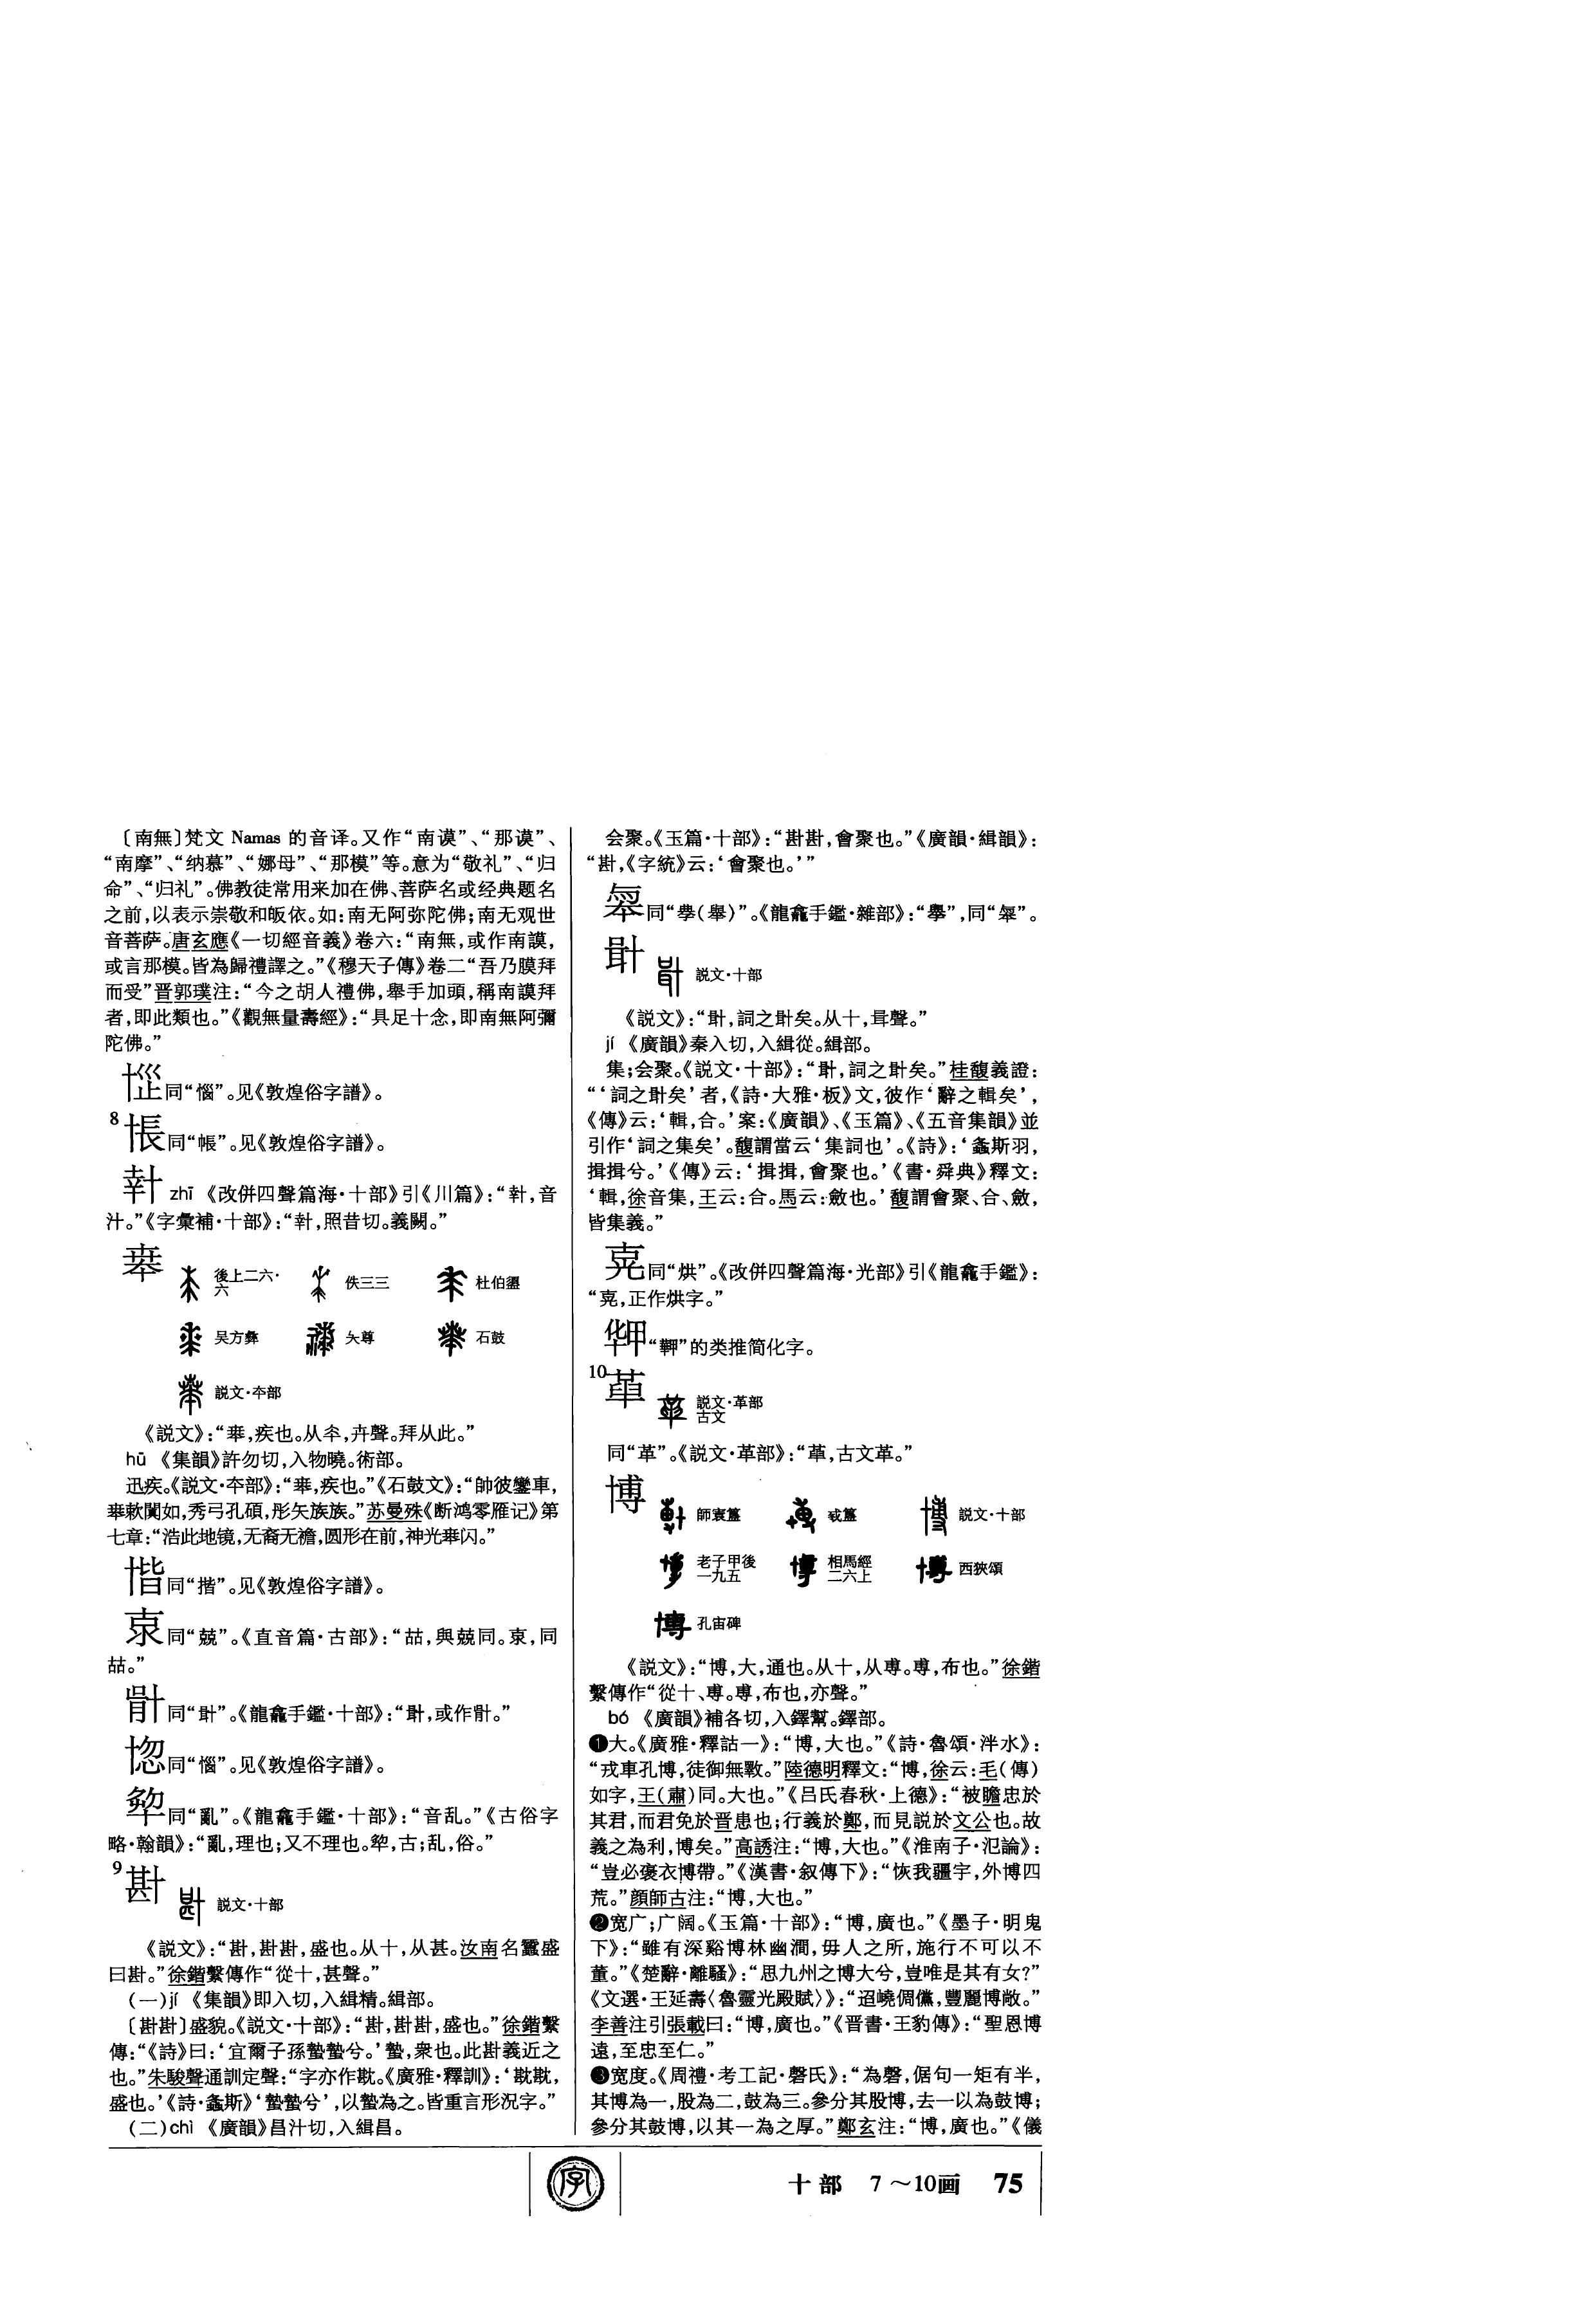 〔南無〕梵文 Namas 的音译。又作“南谟”、“那谟”、
“南摩”、“纳慕”、“娜母”、“那模”等。意为“敬礼”、“归
命”、“归礼”。佛教徒常用来加在佛、菩萨名或经典题名
之前,以表示崇敬和皈依。如:南无阿弥陀佛;南无观世
音菩萨。唐玄應《一切經音義》卷六:“南無,或作南謨,
或言那模。皆為歸禮譯之。”《穆天子傳》卷二“吾乃膜拜
而受”晋郭璞注:“今之胡人禮佛,舉手加頭,稱南謨拜
者,即此類也。”《觀無量壽經》:“具足十念,即南無阿彌
陀佛。”
同“惱”。见《敦煌俗字譜》。
8
同“帳”。见《敦煌俗字譜》。
zhī 《改併四聲篇海·十部》引《川篇》:“,音
汁。”《字彙補·十部》:“,照昔切。義闕。”
𠦪
後上二六·六 佚三三 杜伯盨
吴方彝 矢尊 石鼓
説文·夲部
《説文》:“𠦪,疾也。从夲,卉聲。拜从此。”
hū 《集韻》許勿切,入物曉。術部。
迅疾。《説文·夲部》:“𠦪,疾也。”《石鼓文》:“帥彼鑾車,
𠦪欶闐如,秀弓孔碩,彤矢族族。”苏曼殊《断鸿零雁记》第
七章:“浩此地镜,无裔无襜,圆形在前,神光𠦪闪。”
同“揩”。见《敦煌俗字譜》。
同“兢”。《直音篇·古部》:“,與兢同。,同
。”
同“卙”。《龍龕手鑑·十部》:“,或作。”
同“惱”。见《敦煌俗字譜》。
同“亂”。《龍龕手鑑·十部》:“音乱。”《古俗字
略·翰韻》:“亂,理也;又不理也。,古;乱,俗。”
9
卙
説文·十部
《説文》:“卙,卙卙,盛也。从十,从甚。汝南名蠶盛
曰卙。”徐鍇繫傳作“從十,甚聲。”
(一)jí 《集韻》即入切,入緝精。緝部。
〔卙卙〕盛貌。《説文·十部》:“卙,卙卙,盛也。”徐鍇繫
傳:“《詩》曰:‘宜爾子孫蟄蟄兮。’蟄,衆也。此卙義近之
也。”朱駿聲通訓定聲:“字亦作㪛。《廣雅·釋訓》:‘㪛㪛,
盛也。’《詩·螽斯》‘蟄蟄兮’,以蟄為之。皆重言形況字。”
(二)chì 《廣韻》昌汁切,入緝昌。
会聚。《玉篇·十部》:“卙卙,會聚也。”《廣韻·緝韻》:
“卙,《字統》云:‘會聚也。’”
同“㪯(舉)”。《龍龕手鑑·雜部》:“”,同“”。
説文·十部
《説文》:“,詞之矣。从十,咠聲。”
jí 《廣韻》秦入切,入緝從。緝部。
集;会聚。《説文·十部》:“,詞之矣。”桂馥義證:
“‘詞之矣’者,《詩·大雅·板》文,彼作‘辭之輯矣’,
《傳》云:‘輯,合。’案:《廣韻》、《玉篇》、《五音集韻》並
引作‘詞之集矣’。馥謂當云‘集詞也’。《詩》:‘螽斯羽,
揖揖兮。’《傳》云:‘揖揖,會聚也。’《書·舜典》釋文:
‘輯,徐音集,王云:合。馬云:斂也。’馥謂會聚、合、斂,
皆集義。”
同“烘”。《改併四聲篇海·光部》引《龍龕手鑑》:
“,正作烘字。”
“”的类推简化字。
10
説文·革部 古文
同“革”。《説文·革部》:“,古文革。”
博
師㝨簋 㦰簋 説文·十部
老子甲後一九五 相馬經二六上 西狹頌
孔宙碑
《説文》:“博,大,通也。从十,从尃。尃,布也。”徐鍇
繫傳作“從十、尃。尃,布也,亦聲。”
bó 《廣韻》補各切,入鐸幫。鐸部。
❶大。《廣雅·釋詁一》:“博,大也。”《詩·魯頌·泮水》:
“戎車孔博,徒御無斁。”陸德明釋文:“博,徐云:毛(傳)
如字,王(肅)同。大也。”《吕氏春秋·上德》:“被瞻忠於
其君,而君免於晋患也;行義於鄭,而見説於文公也。故
義之為利,博矣。”高誘注:“博,大也。”《淮南子·氾論》:
“豈必褒衣博帶。”《漢書·叙傳下》:“恢我疆宇,外博四
荒。”顔師古注:“博,大也。”
❷宽广;广阔。《玉篇·十部》:“博,廣也。”《墨子·明鬼
下》:“雖有深谿博林幽澗,毋人之所,施行不可以不
董。”《楚辭·離騷》:“思九州之博大兮,豈唯是其有女?”
《文選·王延壽〈魯靈光殿賦〉》:“迢嶢倜儻,豐麗博敞。”
李善注引張載曰:“博,廣也。”《晋書·王豹傳》:“聖恩博
遠,至忠至仁。”
❸宽度。《周禮·考工記·磬氏》:“為磬,倨句一矩有半,
其博為一,股為二,鼓為三。參分其股博,去一以為鼓博;
參分其鼓博,以其一為之厚。”鄭玄注:“博,廣也。”《儀
字
十部 7～10画 75